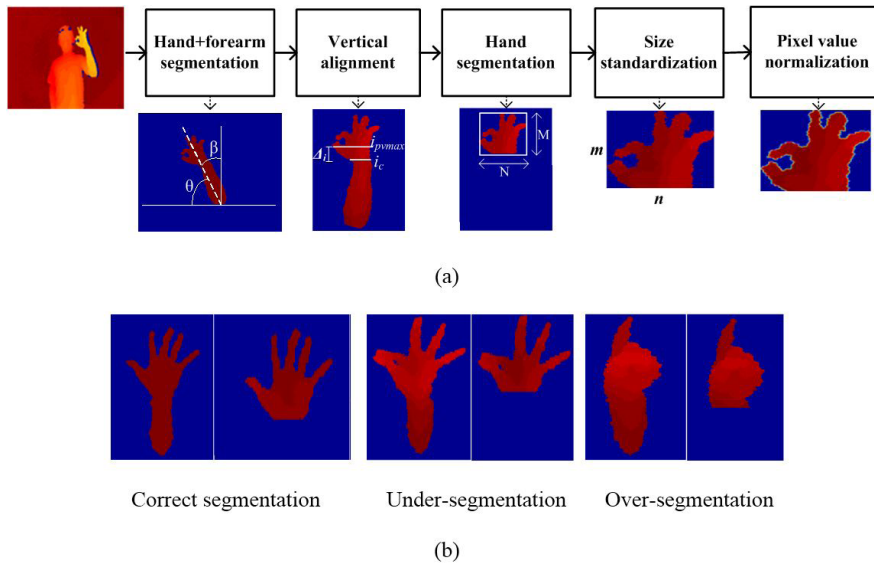 Hand+forearm
segmentation
Vertical
alignment
Hand
segmentation
Size
standardization
Pixel value
normalization
β
θ
Δi
ipvmax
ic
M
N
m
n
(a)
Correct segmentation
Under-segmentation
Over-segmentation
(b)